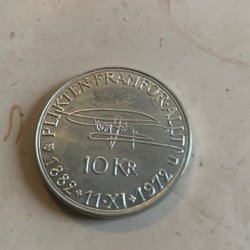 PLIKTEN·FRAMFÖR·ALLT
10 KR
1882·11·XI·1972
U